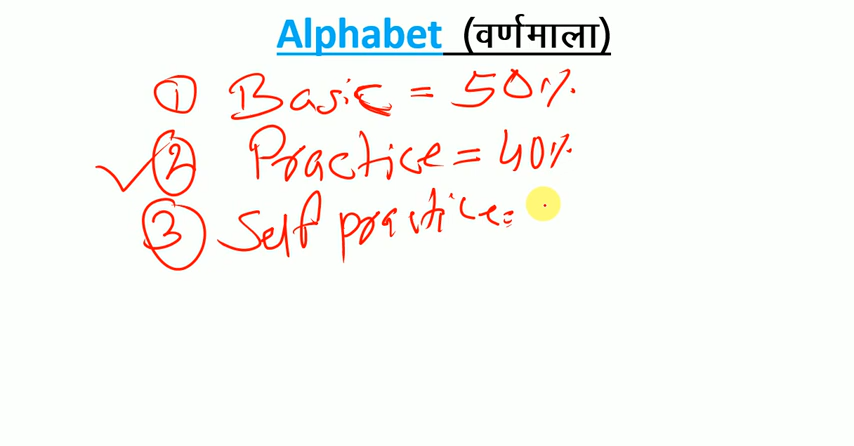 Alphabet (वर्णमाला)
① Basic = 50%
② Practice = 40%
③ Self practice =